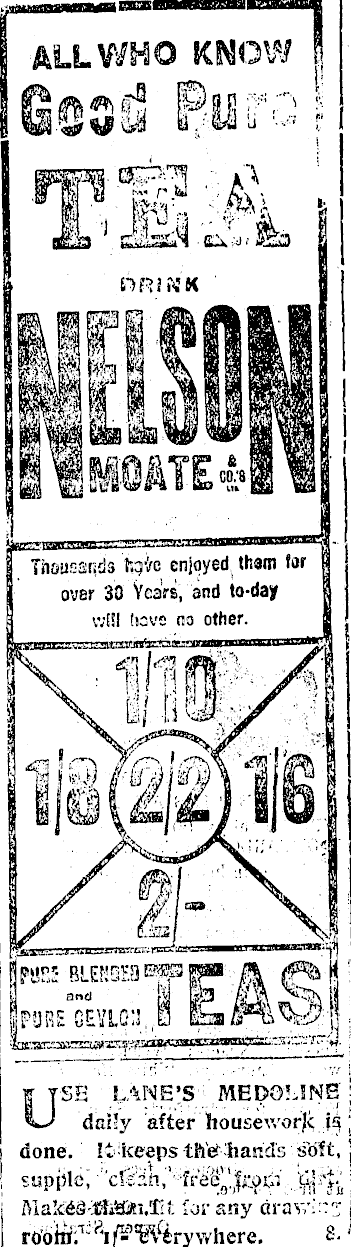 ALL WHO KNOW
Good Pure
TEA
DRINK
NELSON
MOATE & CO.'S LTD.
Thousands have enjoyed them for
over 30 Years, and to-day
will have no other.
1/10
1/8 2/2 1/6
2/-
PURE BLENDED
and
PURE CEYLON
TEAS
USE LANE'S MEDOLINE
daily after housework is
done. It keeps the hands soft,
supple, clean, free from dirt.
Makes them fit for any drawing
room. 1/- everywhere. 8.